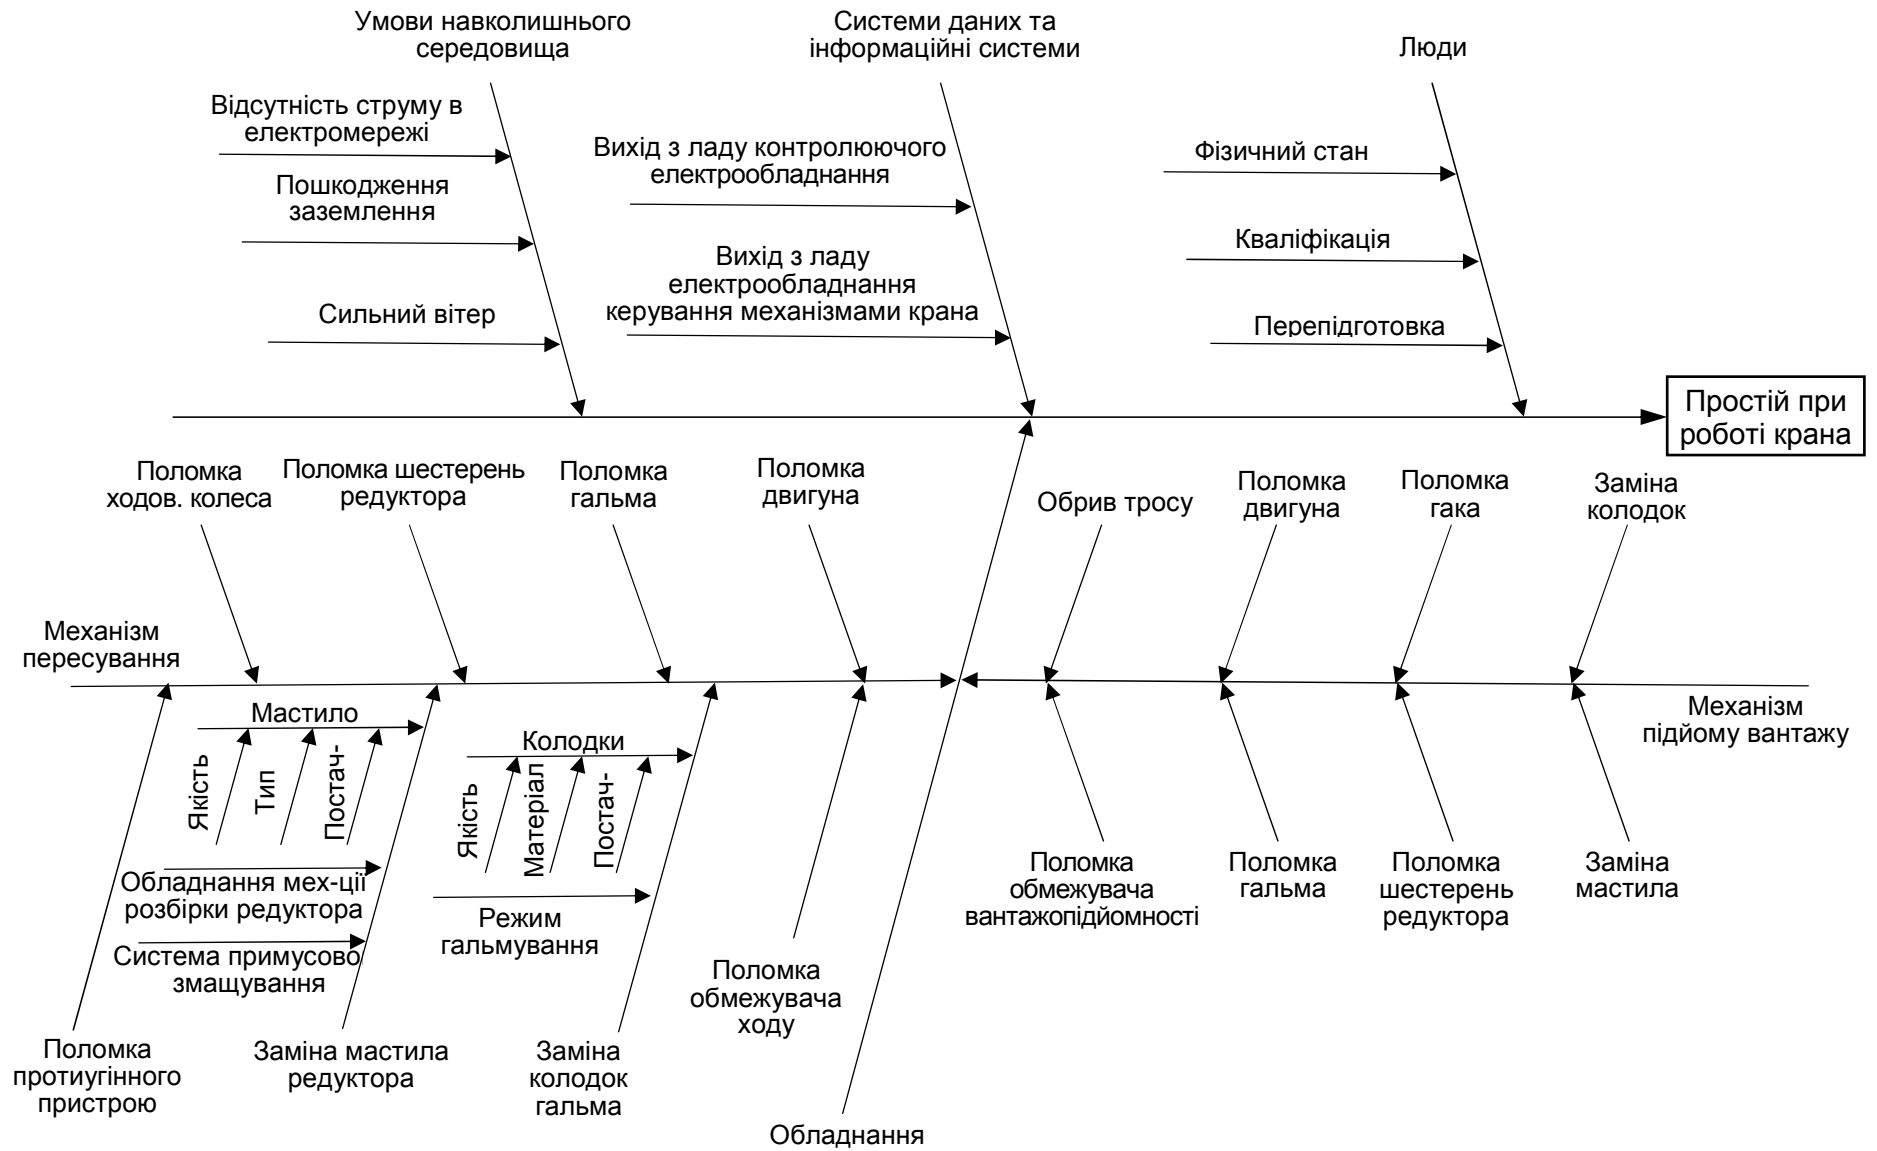 Умови навколишнього
середовища
Системи даних та
інформаційні системи
Люди
Відсутність струму в
електромережі
Пошкодження
заземлення
Сильний вітер
Вихід з ладу контролюючого
електрообладнання
Вихід з ладу
електрообладнання
керування механізмами крана
Фізичний стан
Кваліфікація
Перепідготовка
Простій при
роботі крана
Поломка
ходов. колеса
Поломка шестерень
редуктора
Поломка
гальма
Поломка
двигуна
Обрив тросу
Поломка
двигуна
Поломка
гака
Заміна
колодок
Механізм
пересування
Механізм
підйому вантажу
Мастило
Якість
Тип
Постач-
Колодки
Якість
Матеріал
Постач-
Обладнання мех-ції
розбірки редуктора
Система примусово
змащування
Режим
гальмування
Поломка
обмежувача
вантажопідйомності
Поломка
гальма
Поломка
шестерень
редуктора
Заміна
мастила
Поломка
обмежувача
ходу
Поломка
протиугінного
пристрою
Заміна мастила
редуктора
Заміна
колодок
гальма
Обладнання